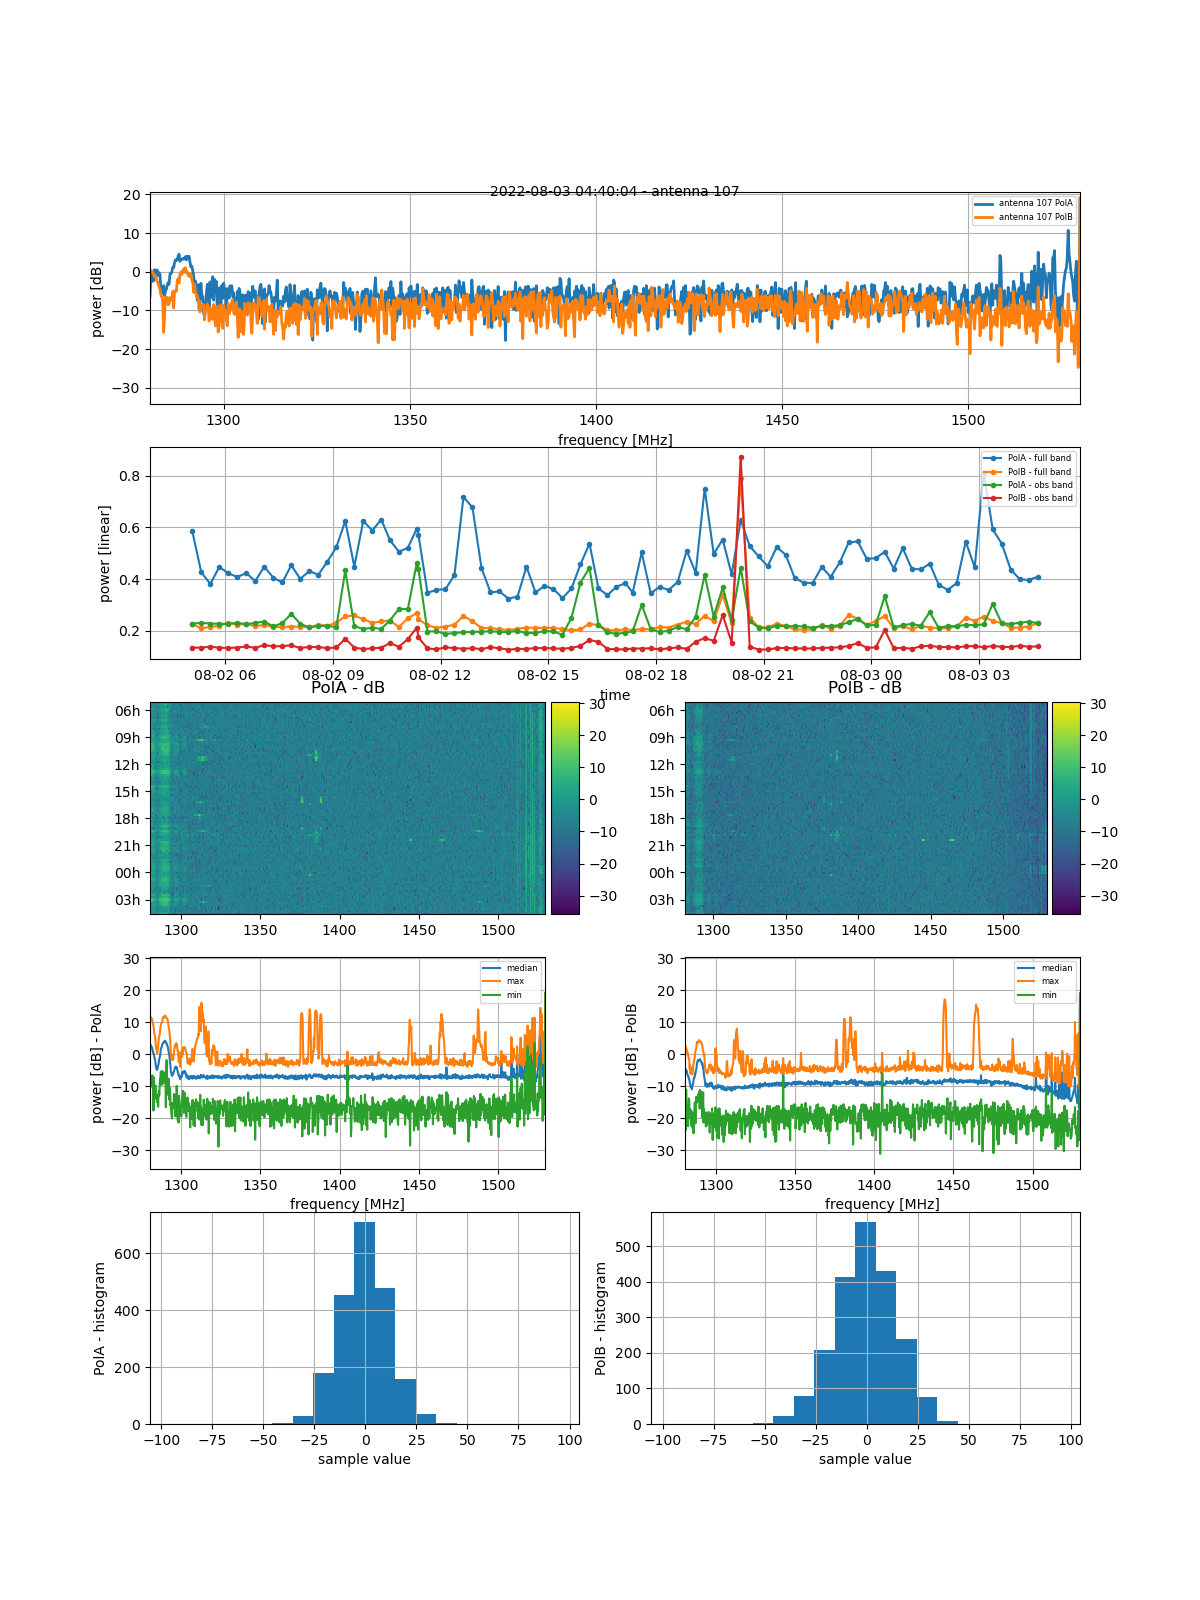 2022-08-03 04:40:04 - antenna 107
antenna 107 PolA
antenna 107 PolB
power [dB]
20
10
0
−10
−20
−30
1300
1350
1400
1450
1500
frequency [MHz]
PolA - full band
PolB - full band
PolA - obs band
PolB - obs band
power [linear]
0.8
0.6
0.4
0.2
08-02 06
08-02 09
08-02 12
08-02 15
08-02 18
08-02 21
08-03 00
08-03 03
time
PolA - dB
06h
09h
12h
15h
18h
21h
00h
03h
1300
1350
1400
1450
1500
30
20
10
0
−10
−20
−30
PolB - dB
06h
09h
12h
15h
18h
21h
00h
03h
1300
1350
1400
1450
1500
30
20
10
0
−10
−20
−30
median
max
min
power [dB] - PolA
30
20
10
0
−10
−20
−30
1300
1350
1400
1450
1500
frequency [MHz]
median
max
min
power [dB] - PolB
30
20
10
0
−10
−20
−30
1300
1350
1400
1450
1500
frequency [MHz]
PolA - histogram
600
400
200
0
−100
−75
−50
−25
0
25
50
75
100
sample value
PolB - histogram
500
400
300
200
100
0
−100
−75
−50
−25
0
25
50
75
100
sample value